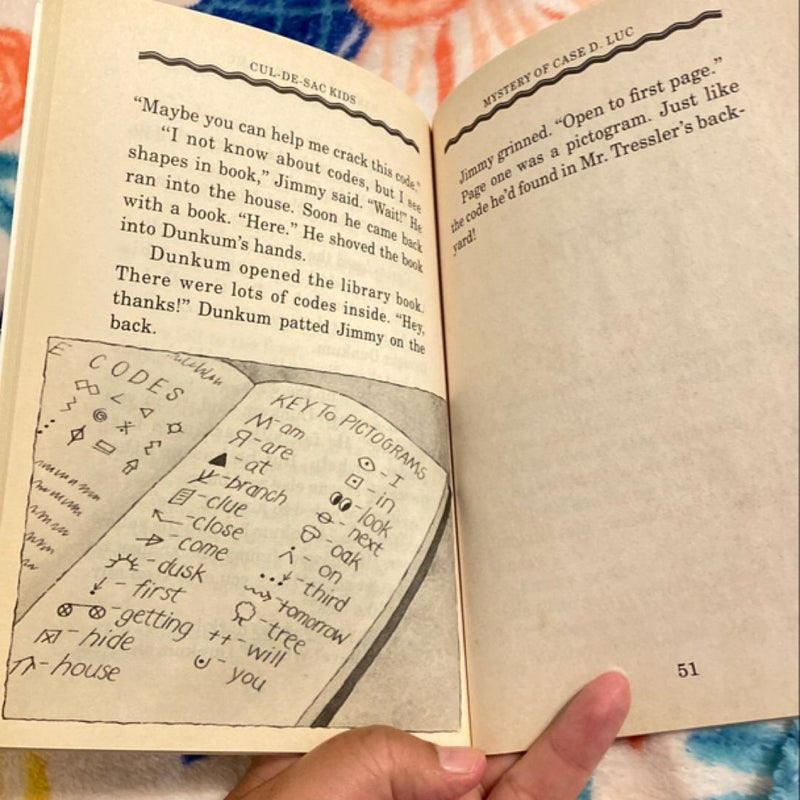 CUL-DE-SAC KIDS
“Maybe you can help me crack this code.”
“I not know about codes, but I see
shapes in book,” Jimmy said. “Wait!” He
ran into the house. Soon he came back
with a book. “Here.” He shoved the book
into Dunkum’s hands.
Dunkum opened the library book.
There were lots of codes inside. “Hey,
thanks!” Dunkum patted Jimmy on the
back.
E CODES
KEY To PICTOGRAMS
M-am
Я-are
-at
-branch
-clue
-close
-come
-dusk
-first
-getting
-hide
-house
-I
-in
-look
-next
-oak
-on
-third
-tomorrow
-tree
++-will
-you
MYSTERY OF CASE D. LUC
Jimmy grinned. “Open to first page.”
Page one was a pictogram. Just like
the code he’d found in Mr. Tressler’s back-
yard!
51